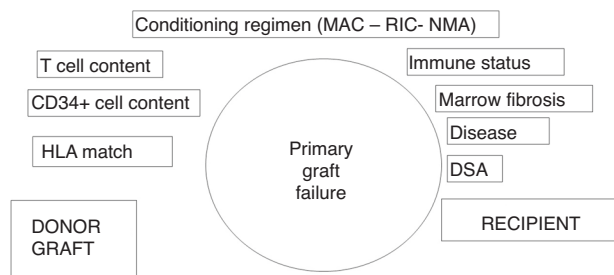 Conditioning regimen (MAC – RIC- NMA)
T cell content
CD34+ cell content
HLA match
DONOR
GRAFT
Primary
graft
failure
Immune status
Marrow fibrosis
Disease
DSA
RECIPIENT